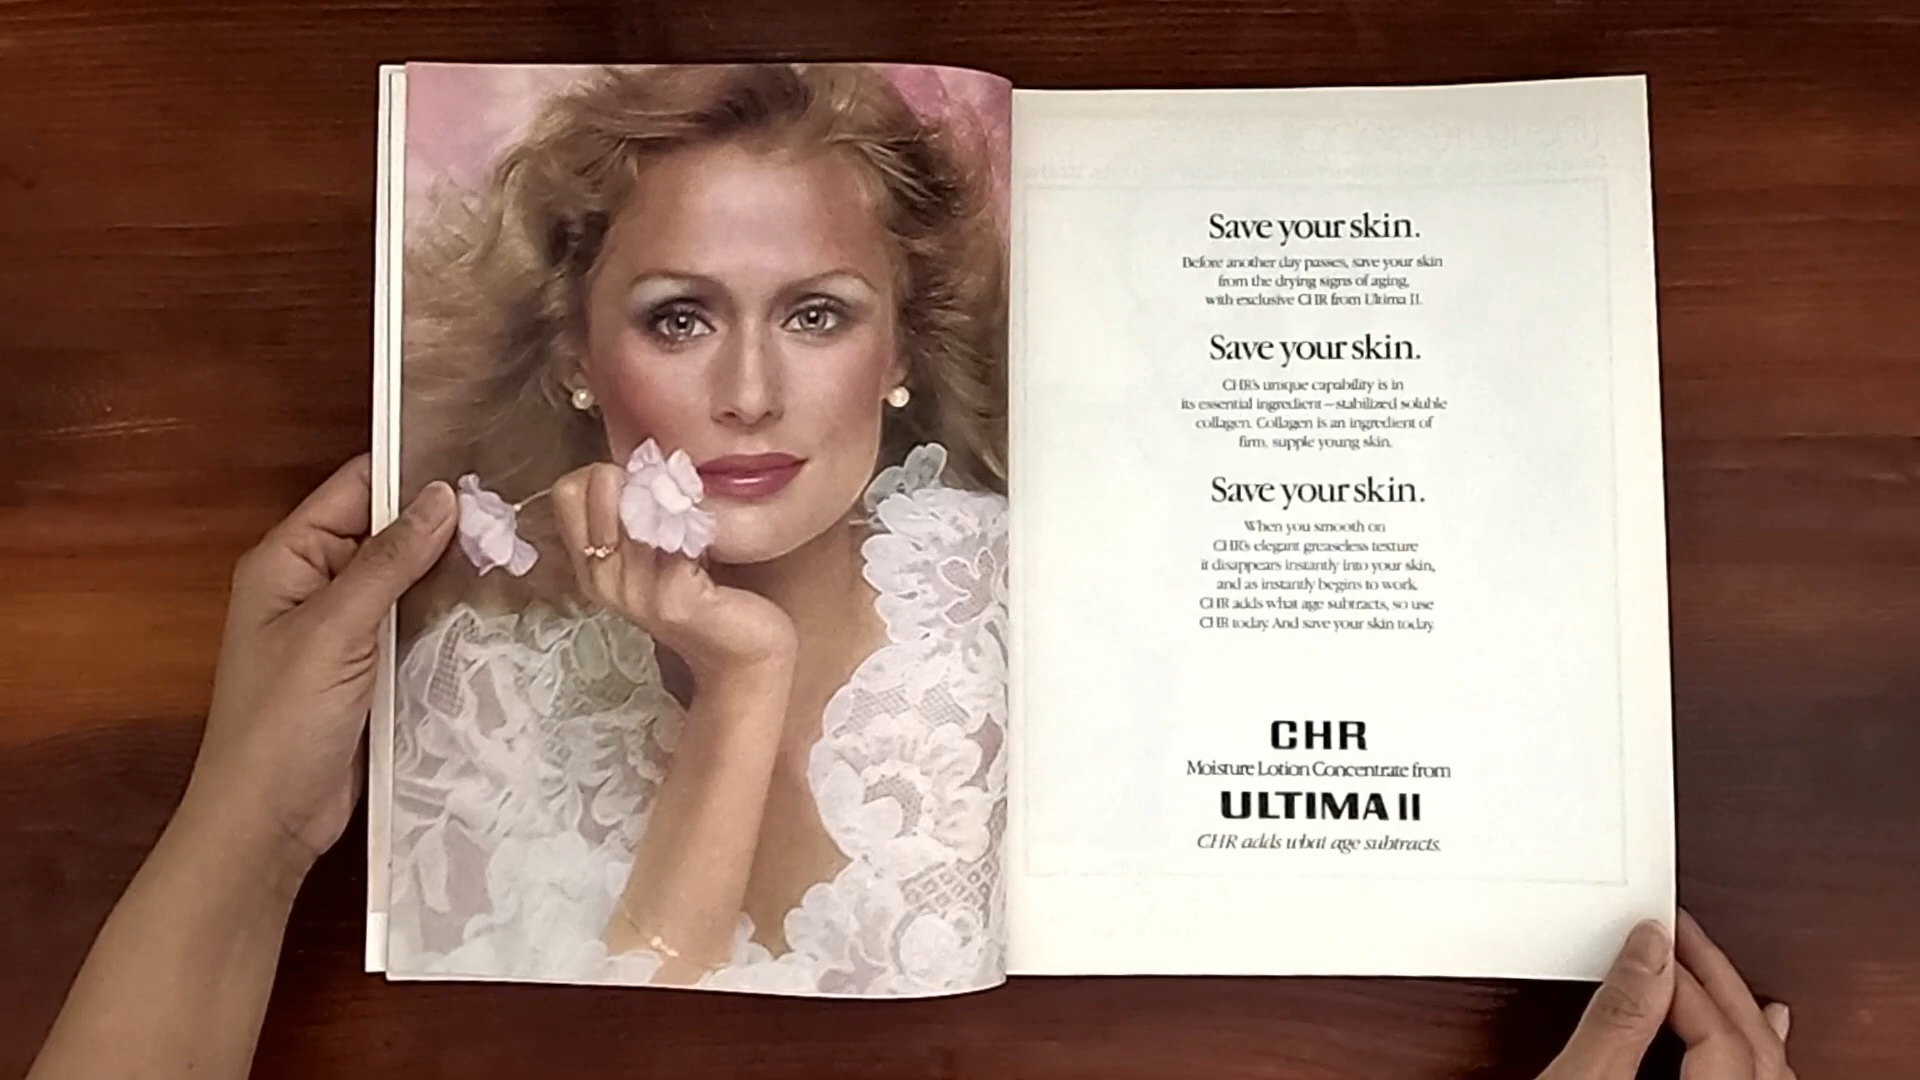 Save your skin.
Before another day passes, save your skin
from the drying signs of aging,
with exclusive CHR from Ultima II.
Save your skin.
CHR's unique capability is in
its essential ingredient—stabilized soluble
collagen. Collagen is an ingredient of
firm, supple young skin.
Save your skin.
When you smooth on
CHR's elegant greaseless texture
it disappears instantly into your skin,
and as instantly begins to work.
CHR adds what age subtracts, so use
CHR today. And save your skin today.
CHR
Moisture Lotion Concentrate from
ULTIMA II
CHR adds what age subtracts.